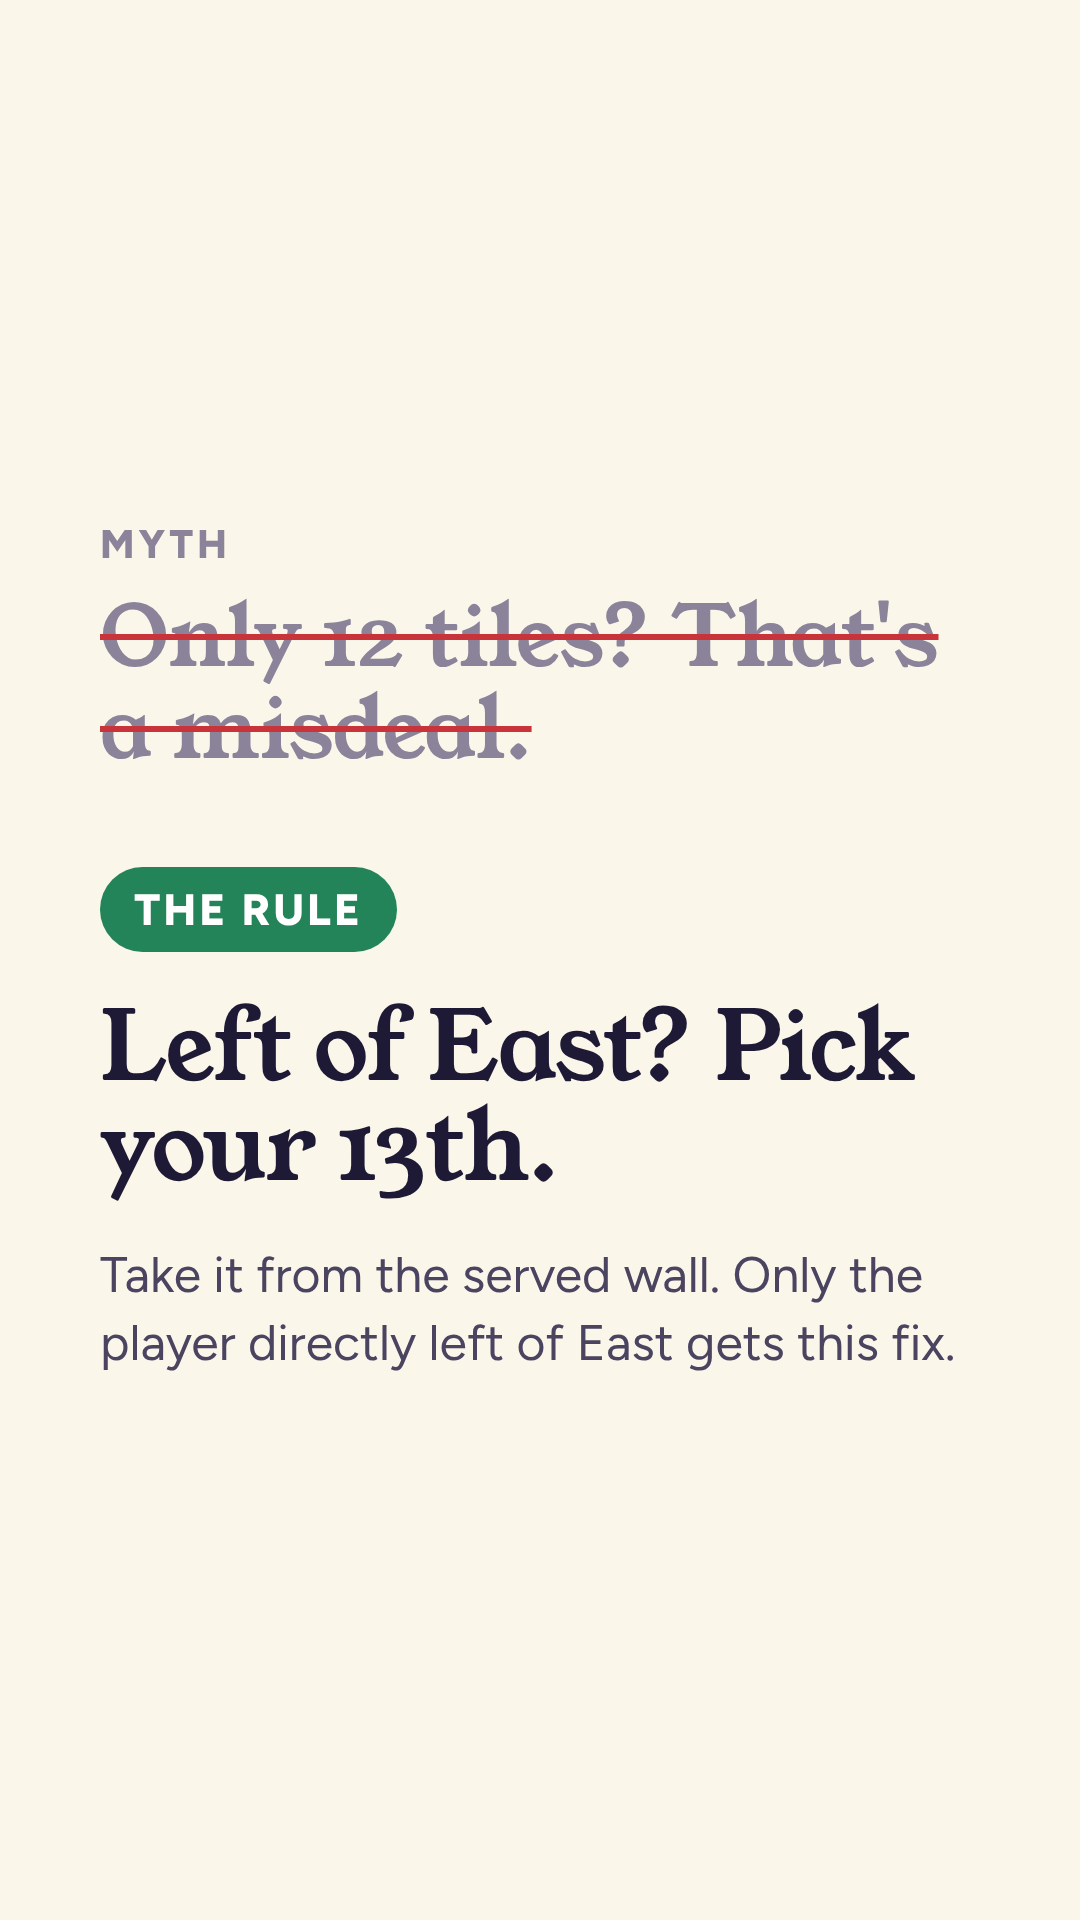 MYTH
Only 12 tiles? That's
a misdeal.
THE RULE
Left of East? Pick
your 13th.
Take it from the served wall. Only the
player directly left of East gets this fix.